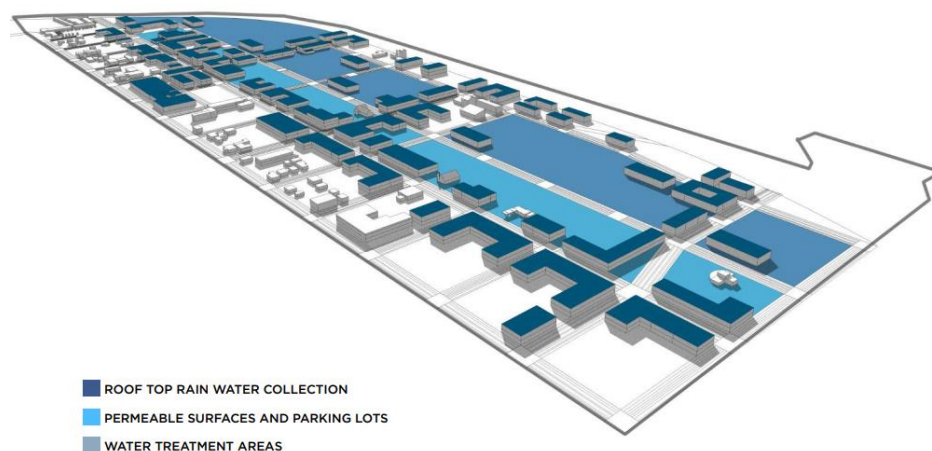 ROOF TOP RAIN WATER COLLECTION
PERMEABLE SURFACES AND PARKING LOTS
WATER TREATMENT AREAS